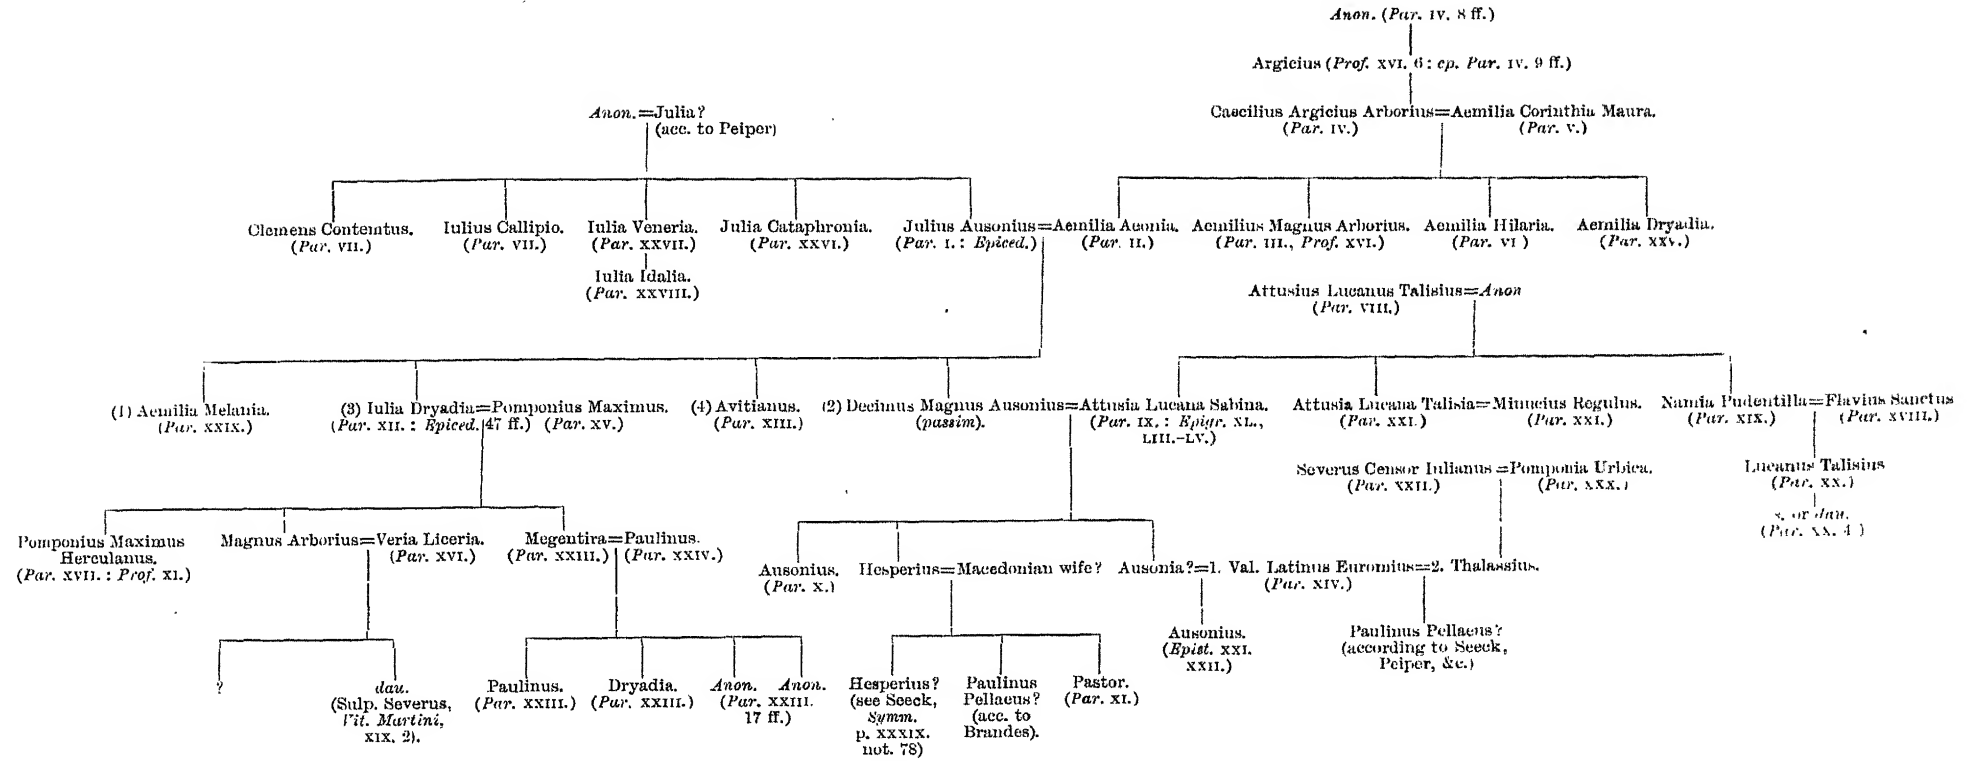 Anon. (Par. IV. 8 ff.)
Argicius (Prof. XVI. 6 : cp. Par. IV. 9 ff.)
Anon.=Julia?
(acc. to Peiper)
Caecilius Argicius Arborius=Aemilia Corinthia Maura.
(Par. IV.) (Par. V.)
Clemens Contemtus. Iulius Callipio. Iulia Veneria. Julia Cataphronia. Julius Ausonius=Aemilia Aeonia. Aemilius Magnus Arborius. Aemilia Hilaria. Aemilia Dryadia.
(Par. VII.) (Par. VII.) (Par. XXVII.) (Par. XXVI.) (Par. I. : Epiced.) (Par. II.) (Par. III., Prof. XVI.) (Par. VI ) (Par. XXV.)
Iulia Idalia.
(Par. XXVIII.)
Attusius Lucanus Talisius=Anon
(Par. VIII.)
(1) Aemilia Melania. (3) Iulia Dryadia=Pomponius Maximus. (4) Avitianus. (2) Decimus Magnus Ausonius=Attusia Lucana Sabina. Attusia Lucana Talisia=Minucius Regulus. Namia Pudentilla=Flavius Sanctus
(Par. XXIX.) (Par. XII. : Epiced. 47 ff.) (Par. XV.) (Par. XIII.) (passim). (Par. IX. : Epigr. XL., (Par. XXI.) (Par. XXI.) (Par. XIX.) (Par. XVIII.)
LIII.-LV.)
Severus Censor Iulianus=Pomponia Urbica. Lucanus Talisius
(Par. XXII.) (Par. XXX.) (Par. XX.)
s. or dau.
(Par. XX. 4 )
Pomponius Maximus Magnus Arborius=Veria Liceria. Megentira=Paulinus.
Herculanus. (Par. XVI.) (Par. XXIII.) (Par. XXIV.)
(Par. XVII. : Prof. XI.)
Ausonius. Hesperius=Macedonian wife? Ausonia?=1. Val. Latinus Euromius=2. Thalassius.
(Par. X.) (Par. XIV.)
Ausonius. Paulinus Pellaeus?
(Epist. XXI. (according to Seeck,
XXII.) Peiper, &c.)
? dau. Paulinus. Dryadia. Anon. Anon. Hesperius? Paulinus Pastor.
(Sulp. Severus, (Par. XXIII.) (Par. XXIII.) (Par. XXIII. (see Seeck, Pellaeus? (Par. XI.)
Vit. Martini, 17 ff.) Symm. (acc. to
XIX. 2). p. XXXIX. Brandes).
not. 78)